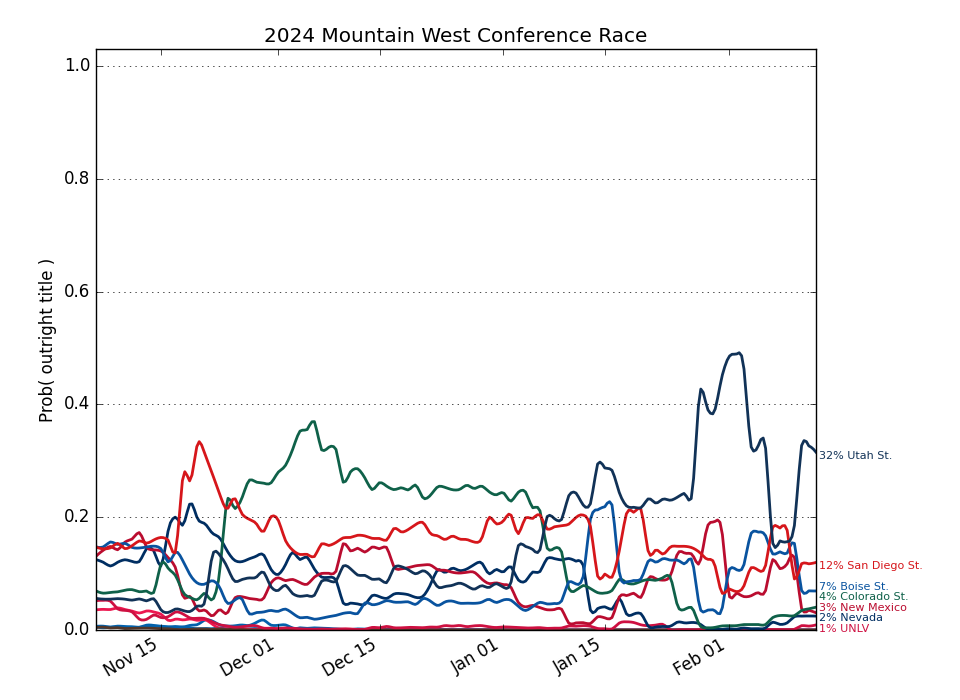 2024 Mountain West Conference Race
1.0
0.8
0.6
0.4
0.2
0.0
Prob( outright title )
32% Utah St.
12% San Diego St.
7% Boise St.
4% Colorado St.
3% New Mexico
2% Nevada
1% UNLV
Nov 15
Dec 01
Dec 15
Jan 01
Jan 15
Feb 01